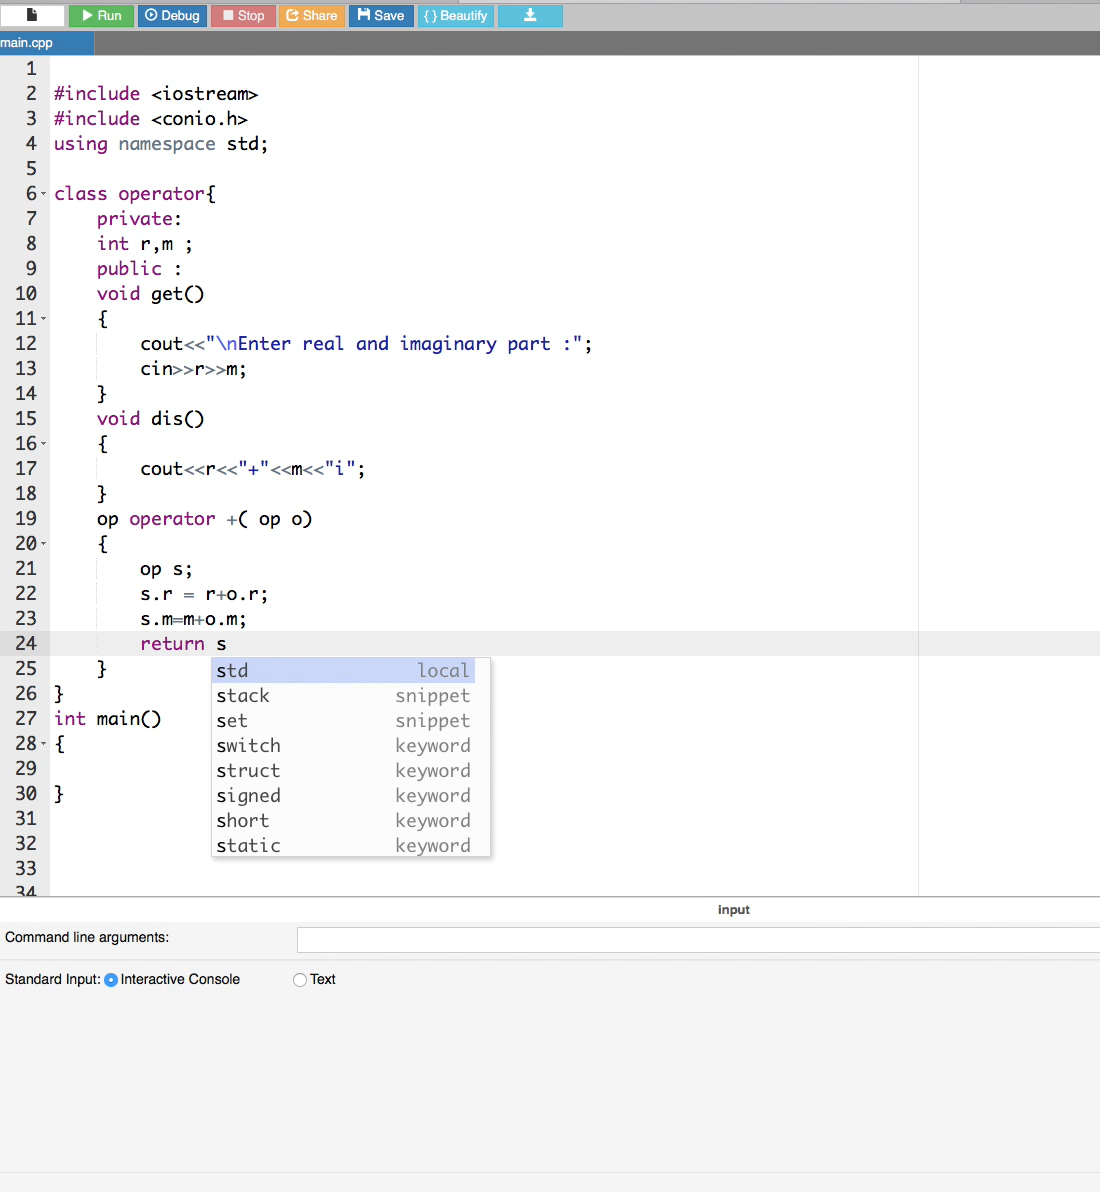 Run Debug Stop Share Save { } Beautify
main.cpp
1
2 #include <iostream>
3 #include <conio.h>
4 using namespace std;
5
6 class operator{
7 private:
8 int r,m ;
9 public :
10 void get()
11 {
12 cout<<"\nEnter real and imaginary part :";
13 cin>>r>>m;
14 }
15 void dis()
16 {
17 cout<<r<<"+"<<m<<"i";
18 }
19 op operator +( op o)
20 {
21 op s;
22 s.r = r+o.r;
23 s.m=m+o.m;
24 return s
25 }
26 }
27 int main()
28 {
29
30 }
31
32
33
34
std local
stack snippet
set snippet
switch keyword
struct keyword
signed keyword
short keyword
static keyword
input
Command line arguments:
Standard Input: Interactive Console Text